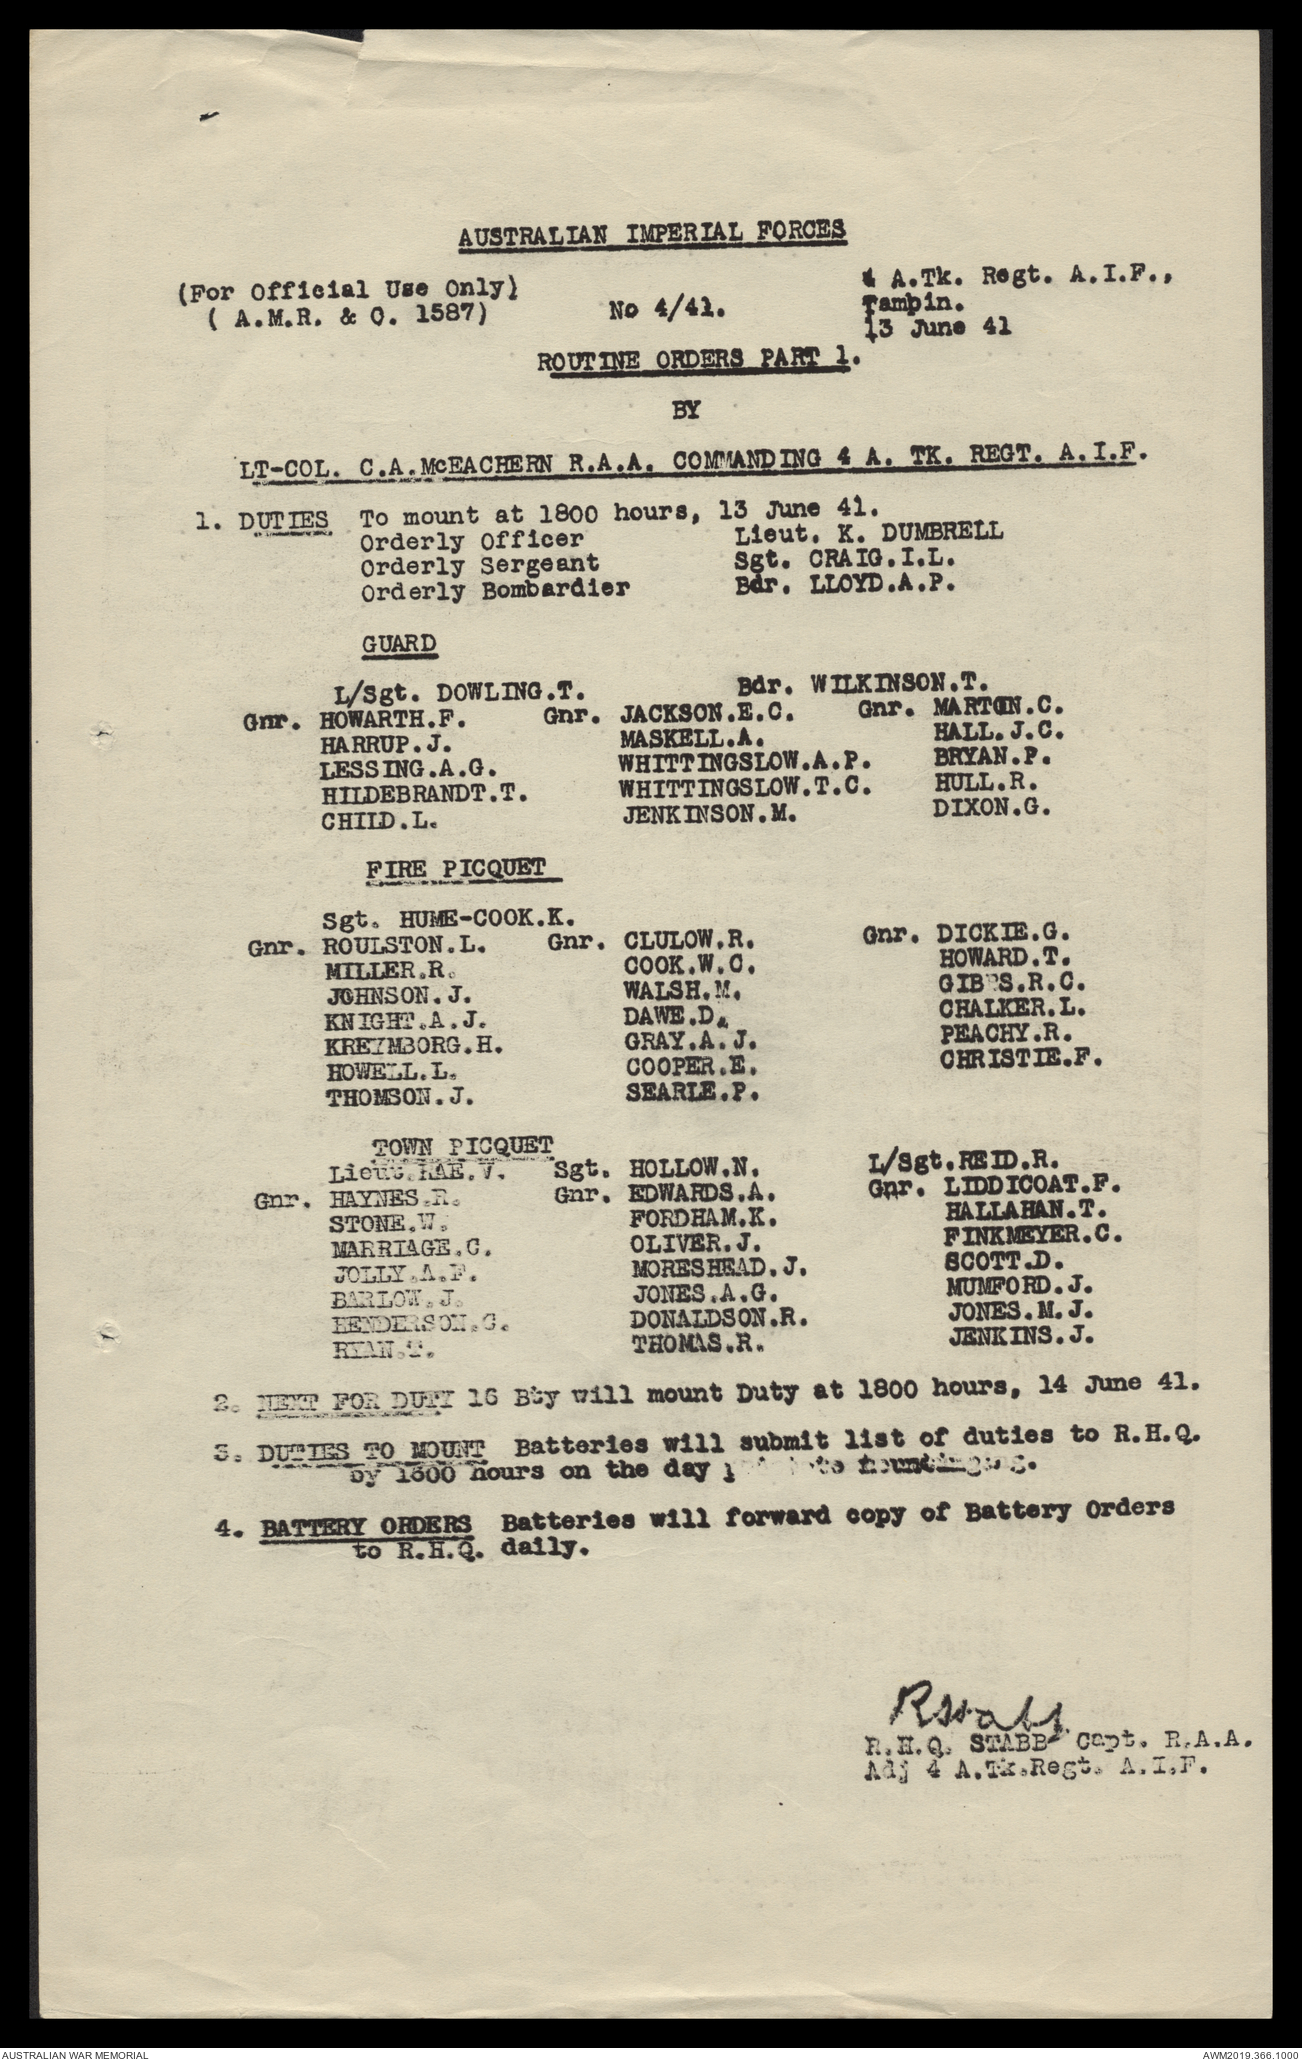 AUSTRALIAN IMPERIAL FORCES
(For Official Use Only) 4 A.Tk. Regt. A.I.F.,
( A.M.R. & O. 1587) No 4/41. Tampin.
13 June 41
ROUTINE ORDERS PART 1.
BY
LT-COL. C.A.McEACHERN R.A.A. COMMANDING 4 A. TK. REGT. A.I.F.
1. DUTIES To mount at 1800 hours, 13 June 41.
Orderly Officer Lieut. K. DUMBRELL
Orderly Sergeant Sgt. CRAIG.I.L.
Orderly Bombardier Bdr. LLOYD.A.P.
GUARD
L/Sgt. DOWLING.T. Bdr. WILKINSON.T.
Gnr. HOWARTH.F. Gnr. JACKSON.E.C. Gnr. MARTON.C.
HARRUP.J. MASKELL.A. HALL.J.C.
LESSING.A.G. WHITTINGSLOW.A.P. BRYAN.P.
HILDEBRANDT.T. WHITTINGSLOW.T.C. HULL.R.
CHILD.L. JENKINSON.M. DIXON.G.
FIRE PICQUET
Sgt. HUME-COOK.K.
Gnr. ROULSTON.L. Gnr. CLULOW.R. Gnr. DICKIE.G.
MILLER.R. COOK.W.C. HOWARD.T.
JOHNSON.J. WALSH.M. GIBBS.R.C.
KNIGHT.A.J. DAWE.D. CHALKER.L.
KREYMBORG.H. GRAY.A.J. PEACHY.R.
HOWELL.L. COOPER.E. CHRISTIE.F.
THOMSON.J. SEARLE.P.
TOWN PICQUET
Lieut.RAE.V. Sgt. HOLLOW.N. L/Sgt.REID.R.
Gnr. HAYNES.R. Gnr. EDWARDS.A. Gnr. LIDDICOAT.F.
STONE.W. FORDHAM.K. HALLAHAN.T.
MARRIAGE.C. OLIVER.J. FINKMEYER.C.
JOLLY.A.F. MORESHEAD.J. SCOTT.D.
BARLOW.J. JONES.A.G. MUMFORD.J.
HENDERSON.G. DONALDSON.R. JONES.M.J.
RYAN.T. THOMAS.R. JENKINS.J.
2. NEXT FOR DUTY 16 Bty will mount Duty at 1800 hours, 14 June 41.
3. DUTIES TO MOUNT Batteries will submit list of duties to R.H.Q.
by 1600 hours on the day
4. BATTERY ORDERS Batteries will forward copy of Battery Orders
to R.H.Q. daily.
R.H.Q. STABB Capt. R.A.A.
Adj 4 A.Tk.Regt. A.I.F.
AUSTRALIAN WAR MEMORIAL AWM2019.366.1000